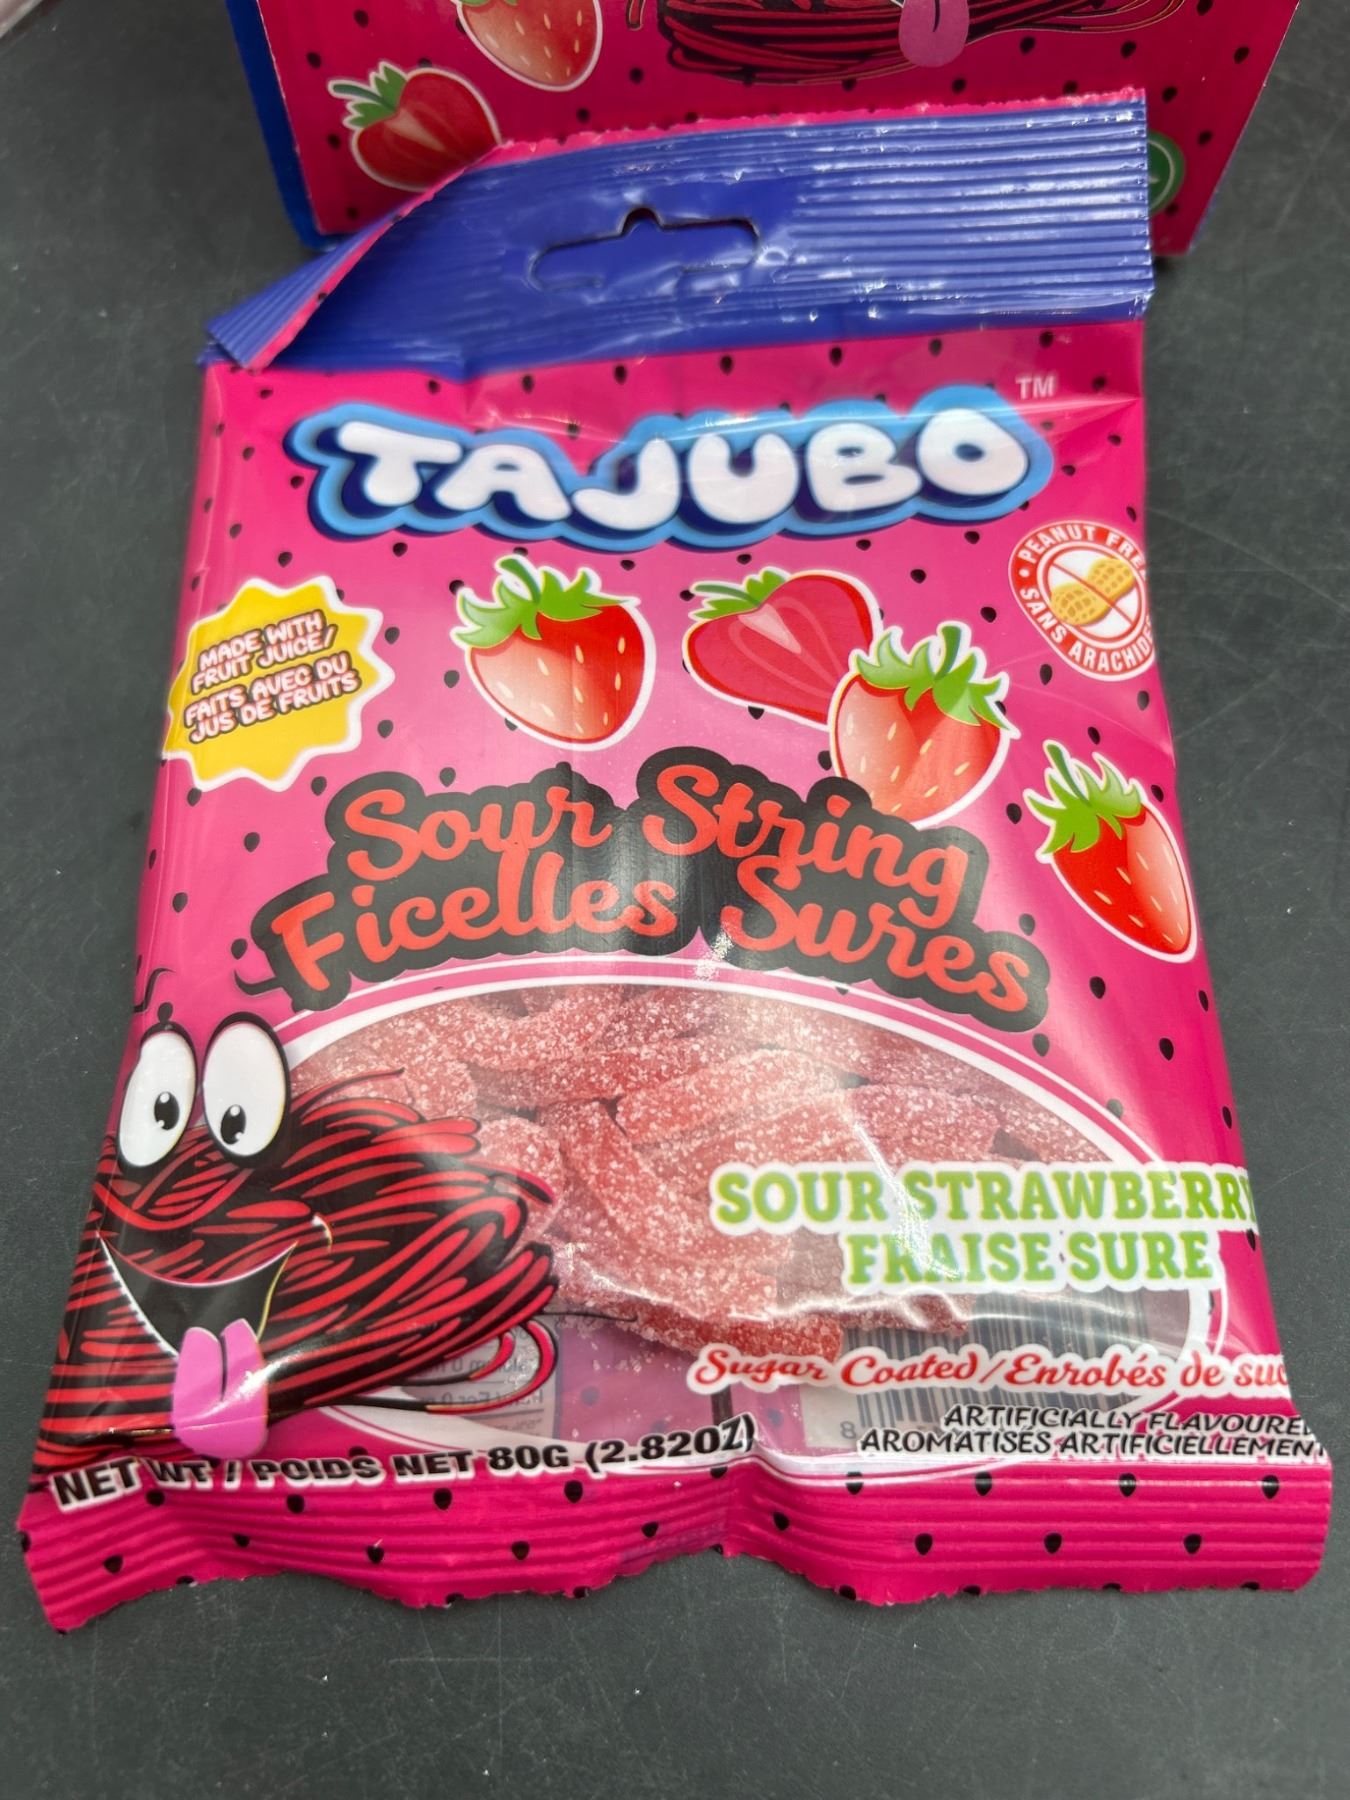 TAJUBO™
PEANUT FREE
SANS ARACHIDE
MADE WITH
FRUIT JUICE/
FAITS AVEC DU
JUS DE FRUITS
Sour String
Ficelles Sures
SOUR STRAWBERRY
FRAISE SURE
Sugar Coated / Enrobés de suc
ARTIFICIALLY FLAVOURED
AROMATISÉS ARTIFICIELLEMENT
NET WT / POIDS NET 80G (2.82OZ)
8